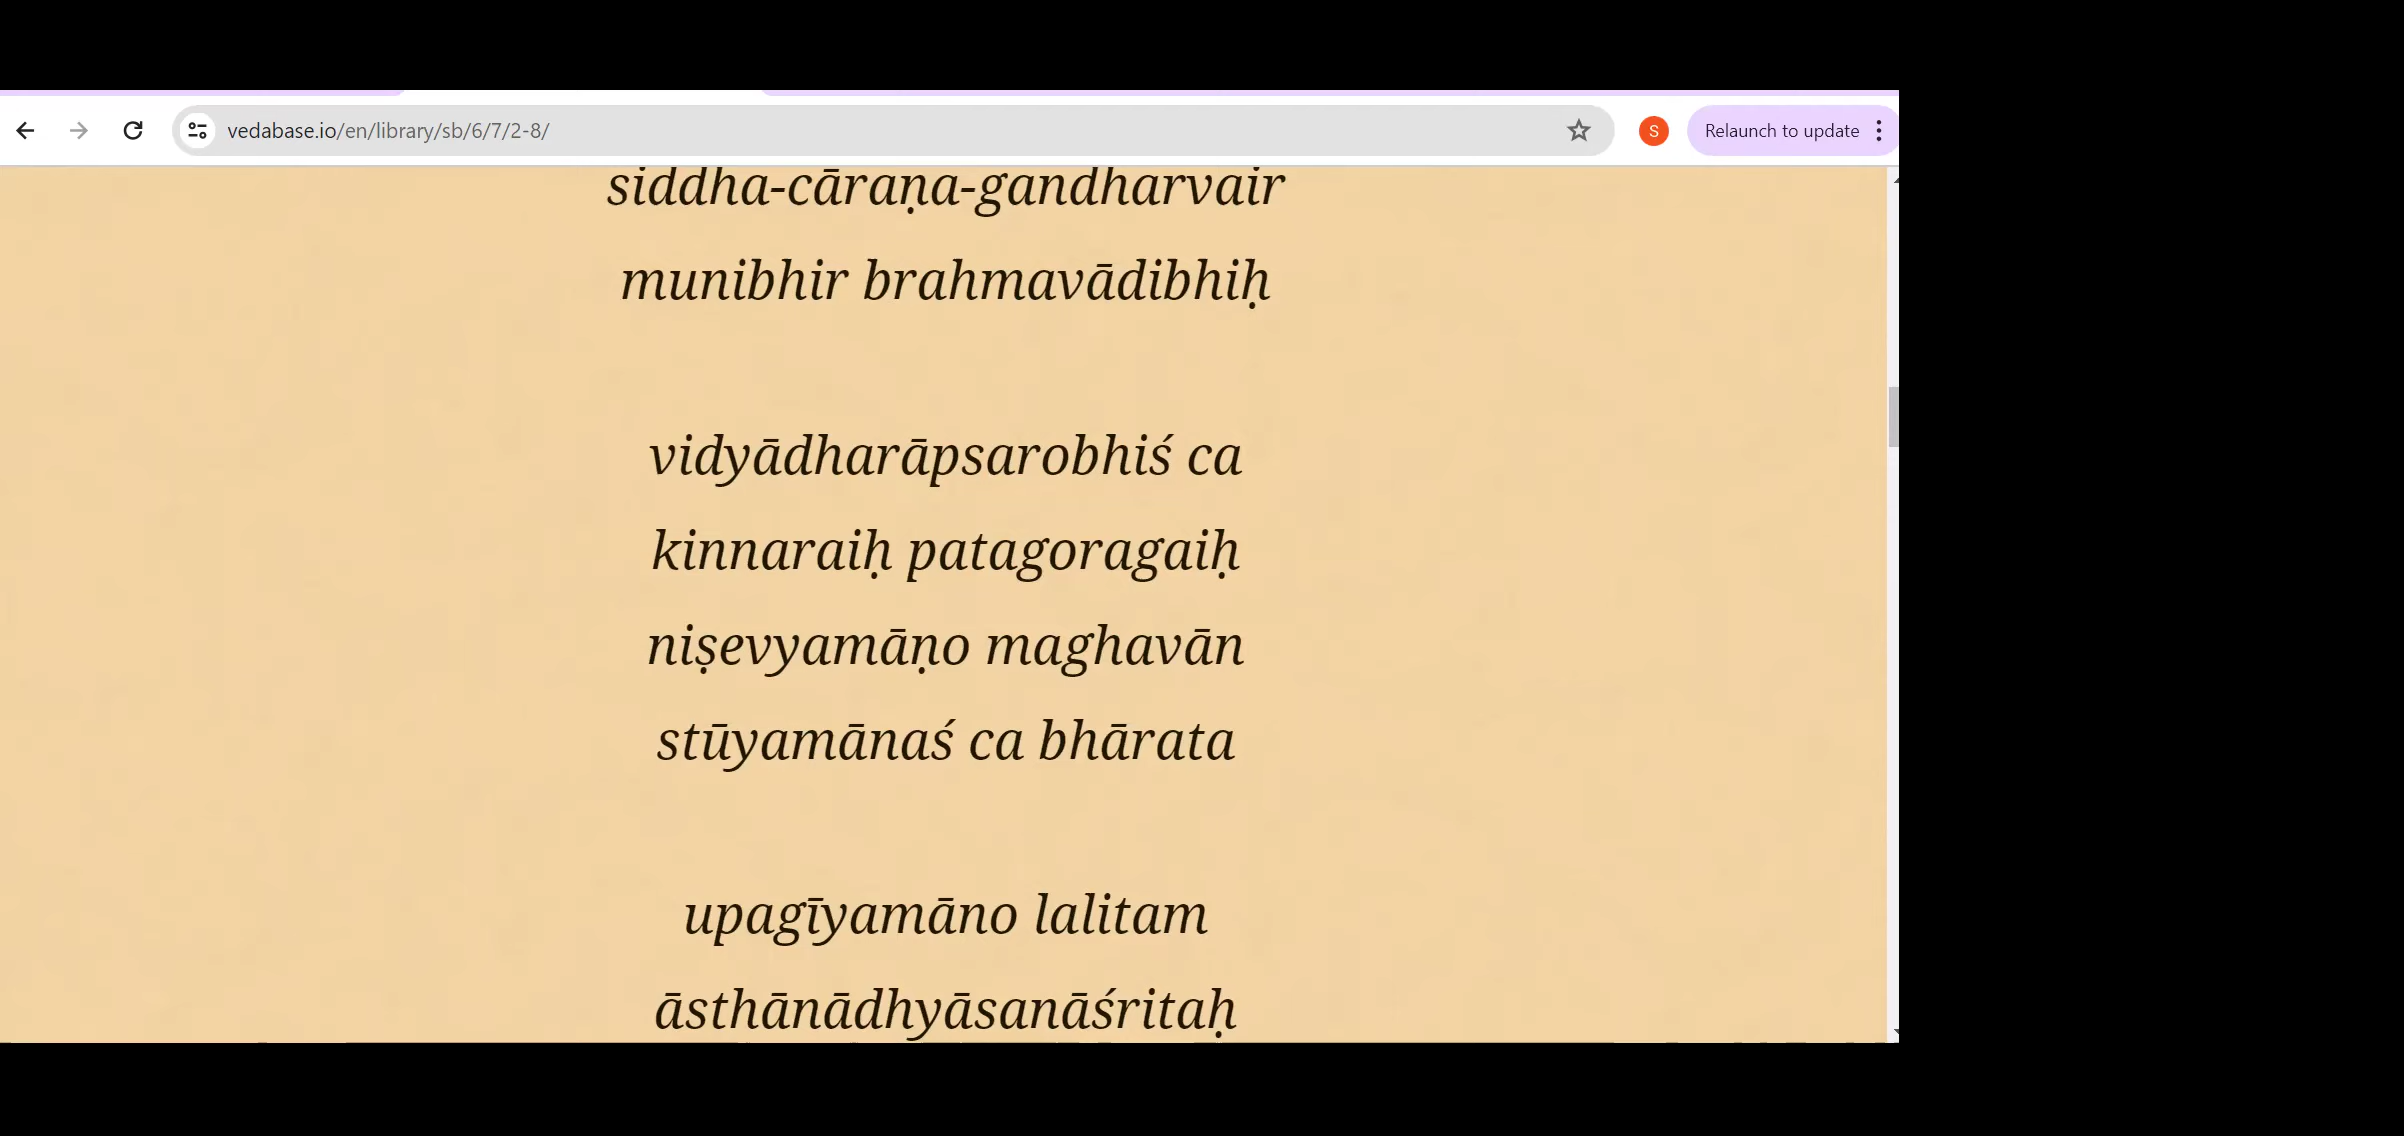 vedabase.io/en/library/sb/6/7/2-8/
S
Relaunch to update
siddha-cāraṇa-gandharvair
munibhir brahmavādibhiḥ
vidyādharāpsarobhiś ca
kinnaraiḥ patagoragaiḥ
niṣevyamāṇo maghavān
stūyamānaś ca bhārata
upagīyamāno lalitam
āsthānādhyāsanāśritaḥ